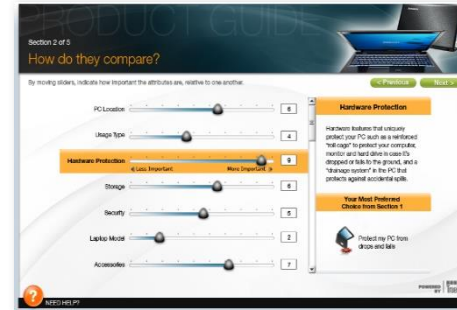 PRODUCT GUIDE
Section 2 of 5
How do they compare?
By moving sliders, indicate how important the attributes are, relative to one another.
< Previous
Next >
PC Location
6
Usage Type
4
Hardware Protection
9
Less Important
More Important
Storage
6
Security
5
Laptop Model
2
Accessories
7
Hardware Protection
Hardware features that uniquely
protect your PC such as a reinforced
"roll cage" to protect your computer,
monitor and hard drive in case it's
dropped or falls to the ground, and a
"drainage system" in the PC that
protects against accidental spills.
Your Most Preferred
Choice from Section 1
Protect my PC from
drops and falls
POWERED
BY
?
NEED HELP?